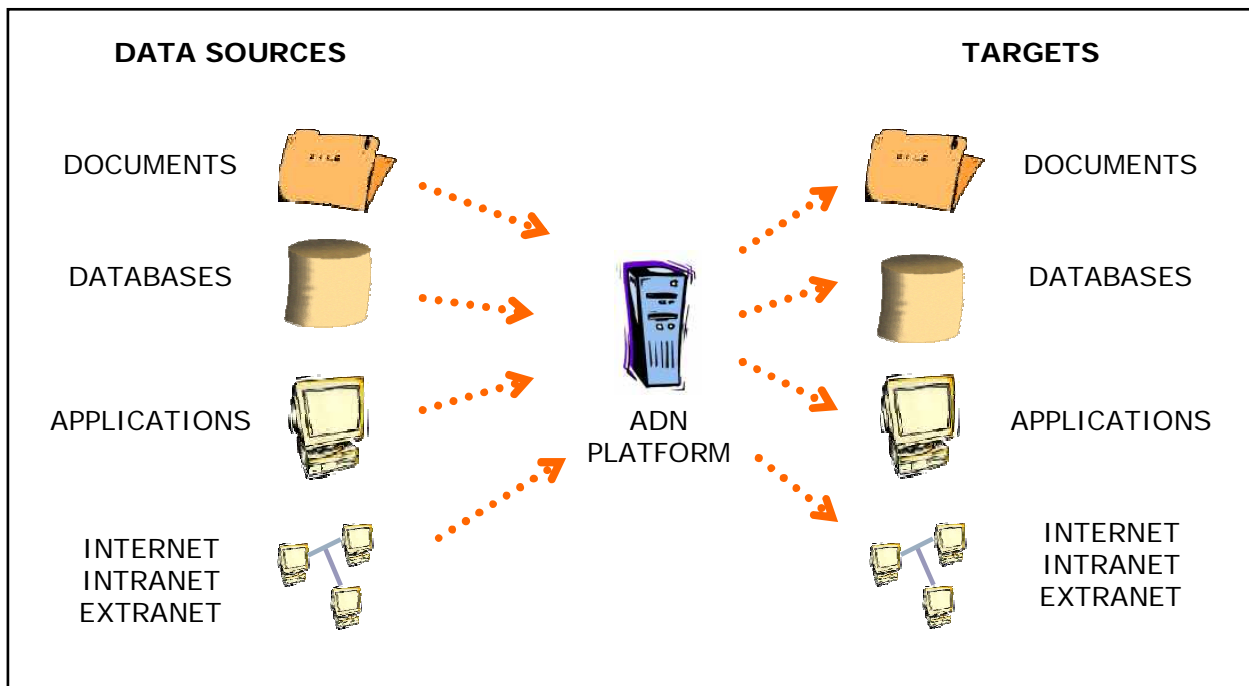 DATA SOURCES
TARGETS
DOCUMENTS
DOCUMENTS
DATABASES
DATABASES
APPLICATIONS
ADN
PLATFORM
APPLICATIONS
INTERNET
INTRANET
EXTRANET
INTERNET
INTRANET
EXTRANET